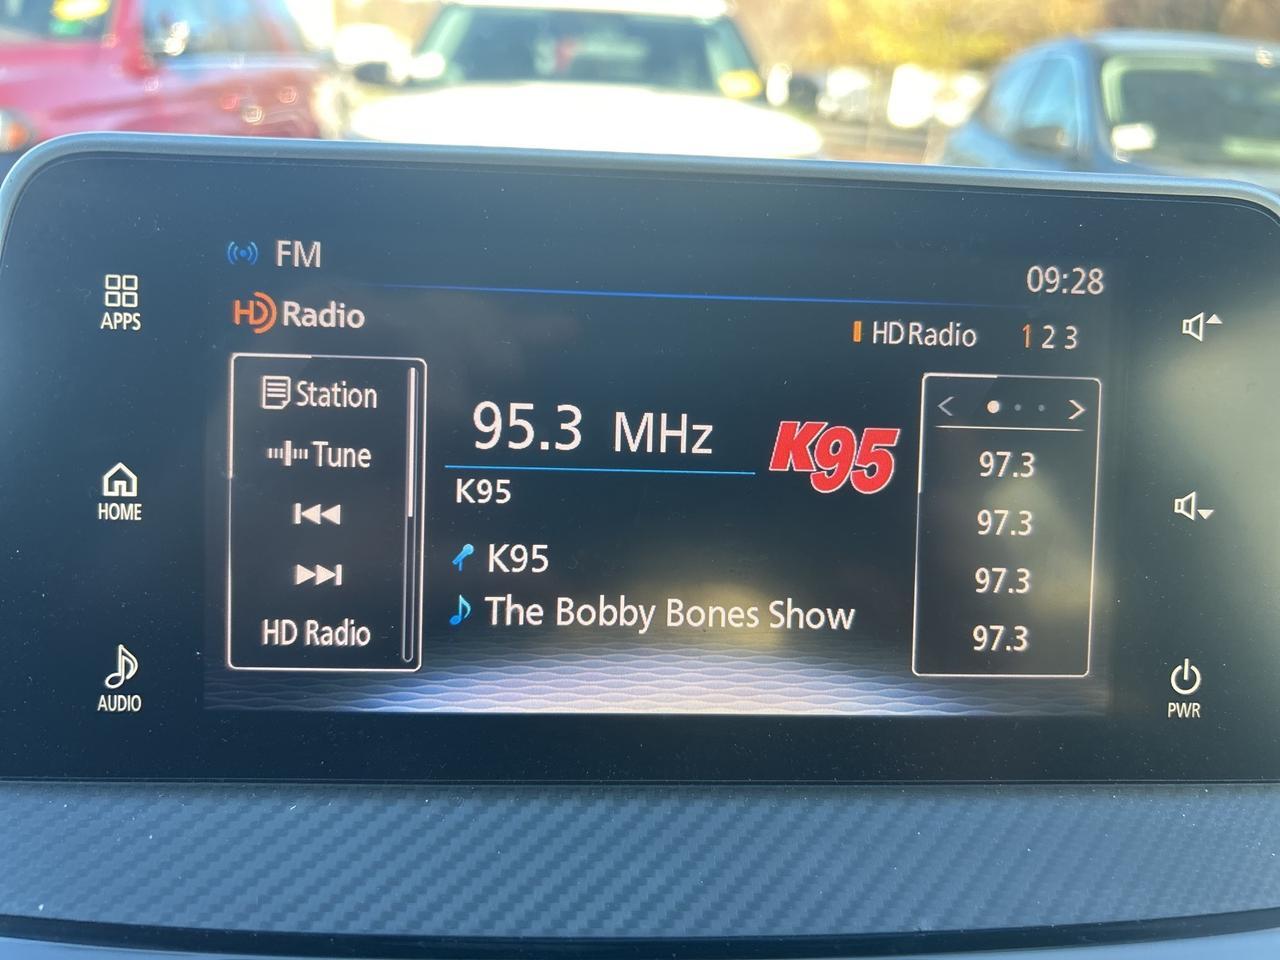 FM
09:28
HD Radio
HD Radio 1 2 3
APPS
HOME
AUDIO
Station
Tune
HD Radio
95.3 MHz
K95
K95
K95
The Bobby Bones Show
97.3
97.3
97.3
97.3
PWR